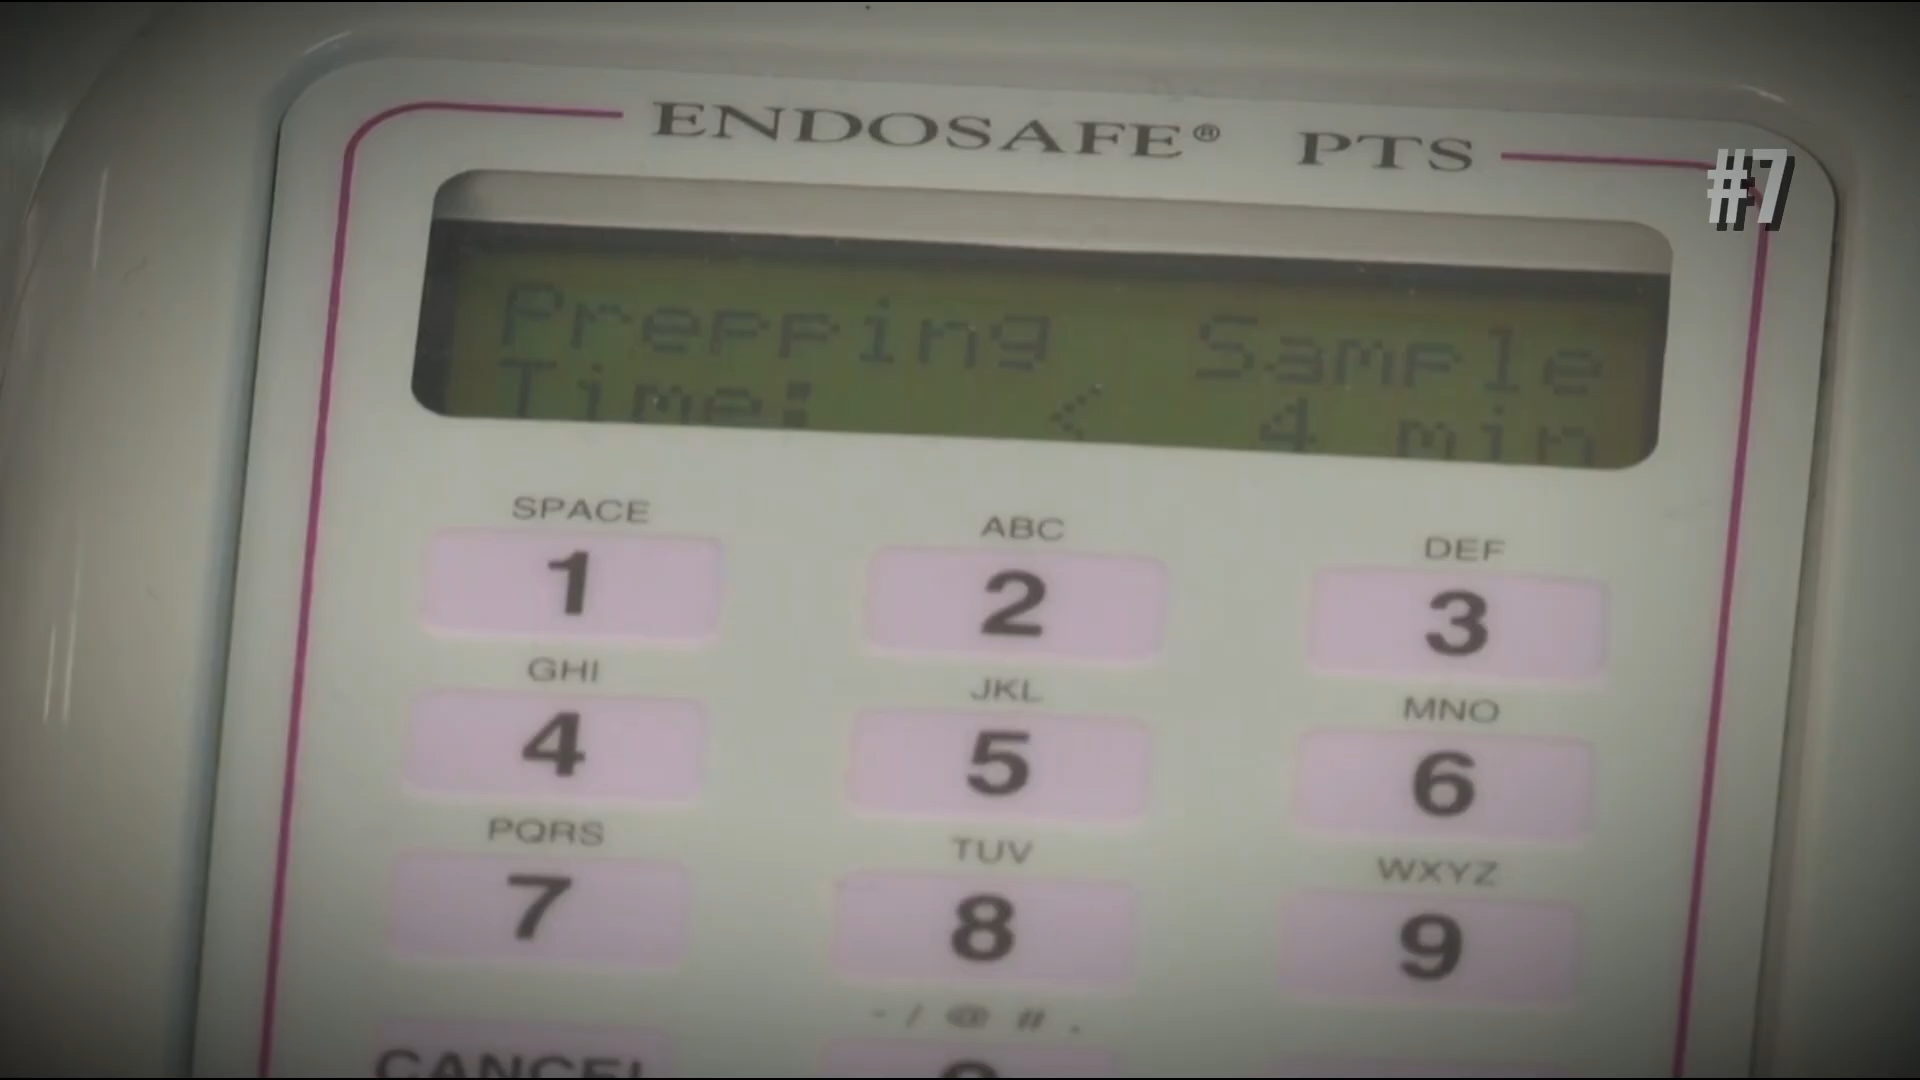 ENDOSAFE® PTS
#7
Prepping Sample
Time: < 4 min
SPACE ABC DEF
1 2 3
GHI JKL MNO
4 5 6
PQRS TUV WXYZ
7 8 9
- / @ # .
CANCEL 0